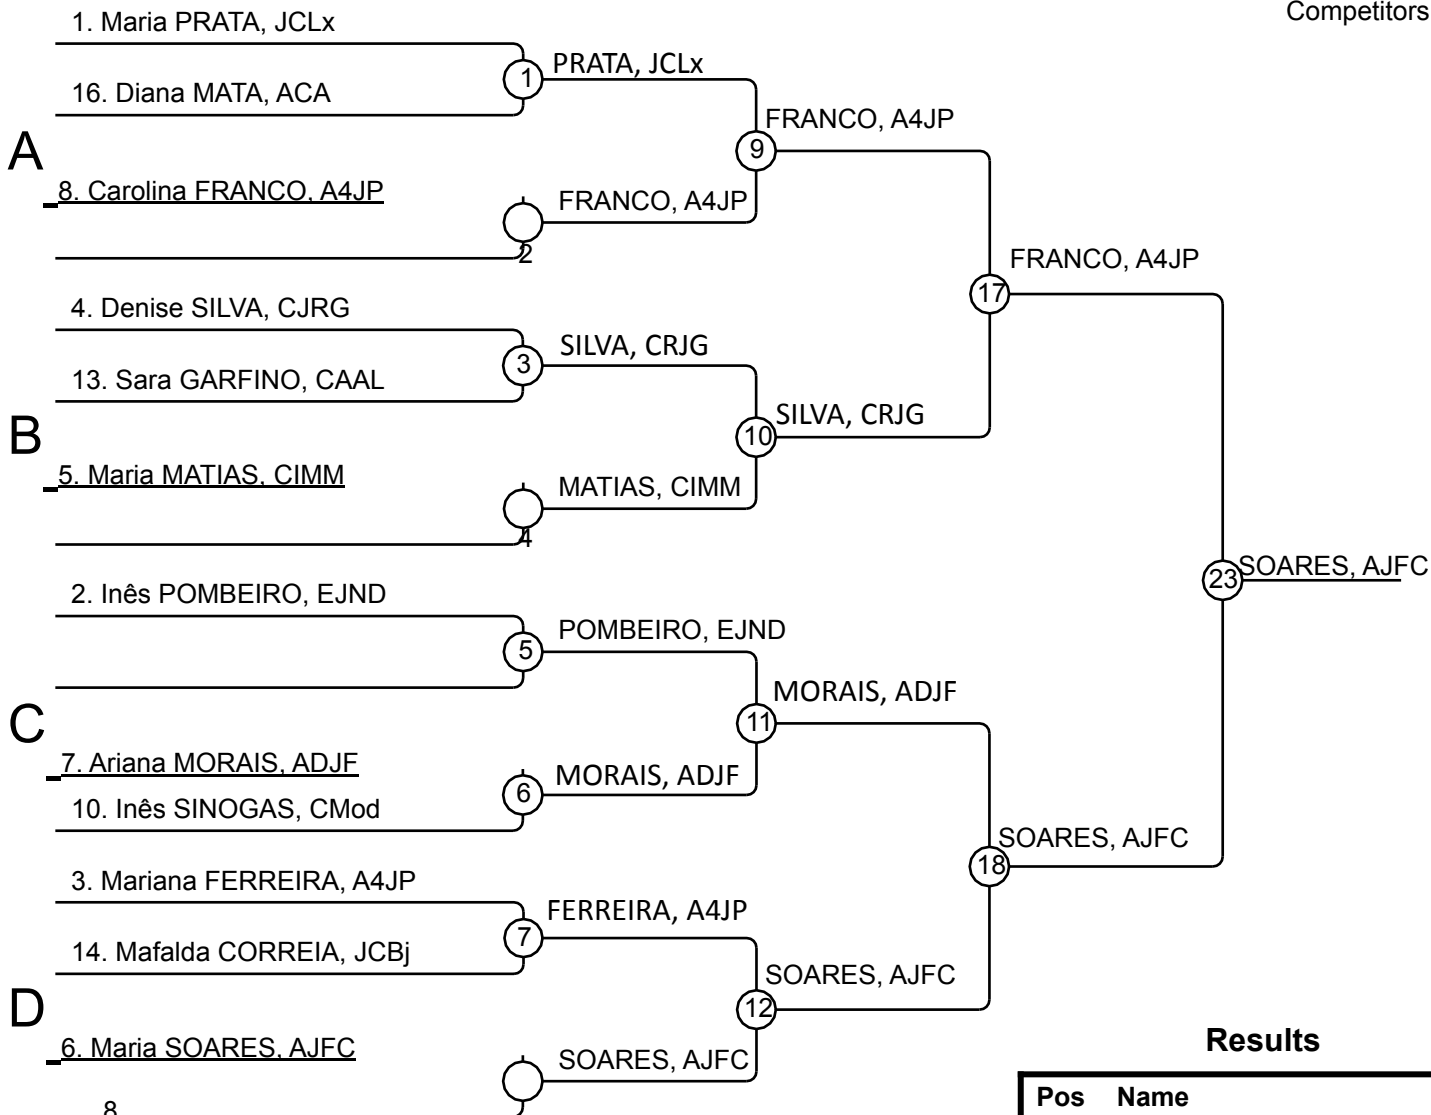 Competitors
1. Maria PRATA, JCLx
1
PRATA, JCLx
16. Diana MATA, ACA
FRANCO, A4JP
9
A
8. Carolina FRANCO, A4JP
FRANCO, A4JP
2
FRANCO, A4JP
17
4. Denise SILVA, CJRG
3
SILVA, CRJG
13. Sara GARFINO, CAAL
SILVA, CRJG
10
B
5. Maria MATIAS, CIMM
MATIAS, CIMM
4
SOARES, AJFC
23
2. Inês POMBEIRO, EJND
5
POMBEIRO, EJND
MORAIS, ADJF
11
C
7. Ariana MORAIS, ADJF
6
MORAIS, ADJF
10. Inês SINOGAS, CMod
SOARES, AJFC
18
3. Mariana FERREIRA, A4JP
7
FERREIRA, A4JP
14. Mafalda CORREIA, JCBj
SOARES, AJFC
12
D
6. Maria SOARES, AJFC
SOARES, AJFC
8
Results
Pos Name